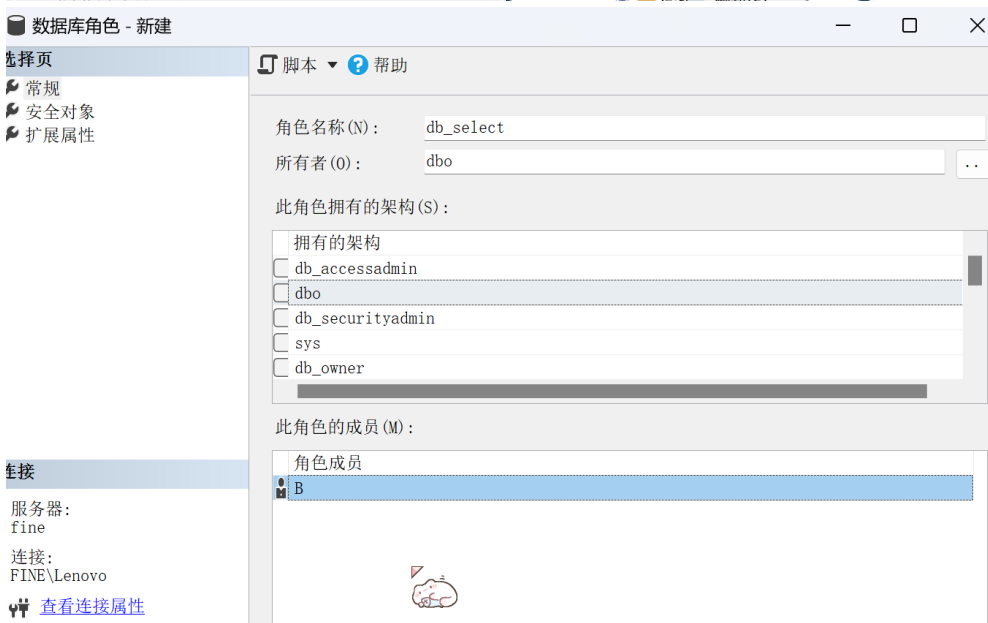 数据库角色 - 新建
选择页
常规
安全对象
扩展属性
脚本
帮助
角色名称(N):
db_select
所有者(O):
dbo
..
此角色拥有的架构(S):
拥有的架构
db_accessadmin
dbo
db_securityadmin
sys
db_owner
此角色的成员(M):
角色成员
B
连接
服务器:
fine
连接:
FINE\Lenovo
查看连接属性